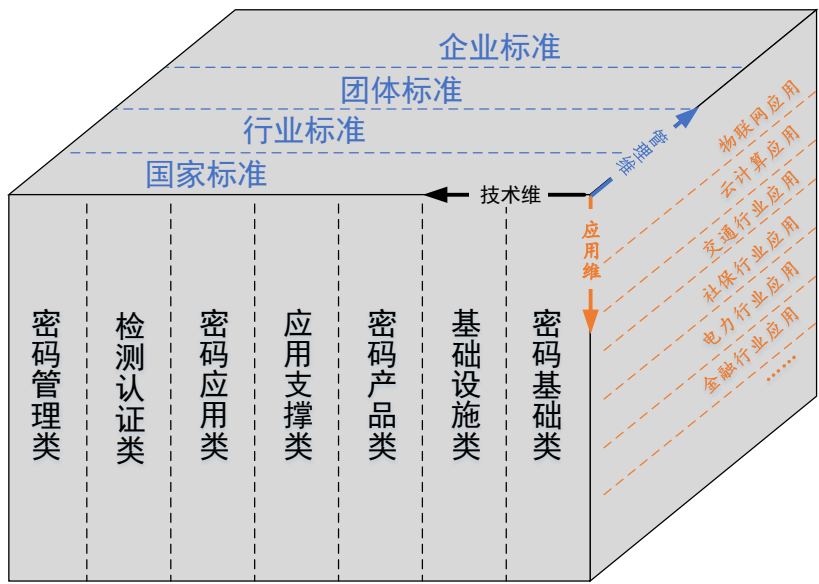 企业标准
团体标准
行业标准
国家标准
管理维
技术维
应用维
物联网应用
云计算应用
交通行业应用
社保行业应用
电力行业应用
金融行业应用
……
密码管理类
检测认证类
密码应用类
应用支撑类
密码产品类
基础设施类
密码基础类